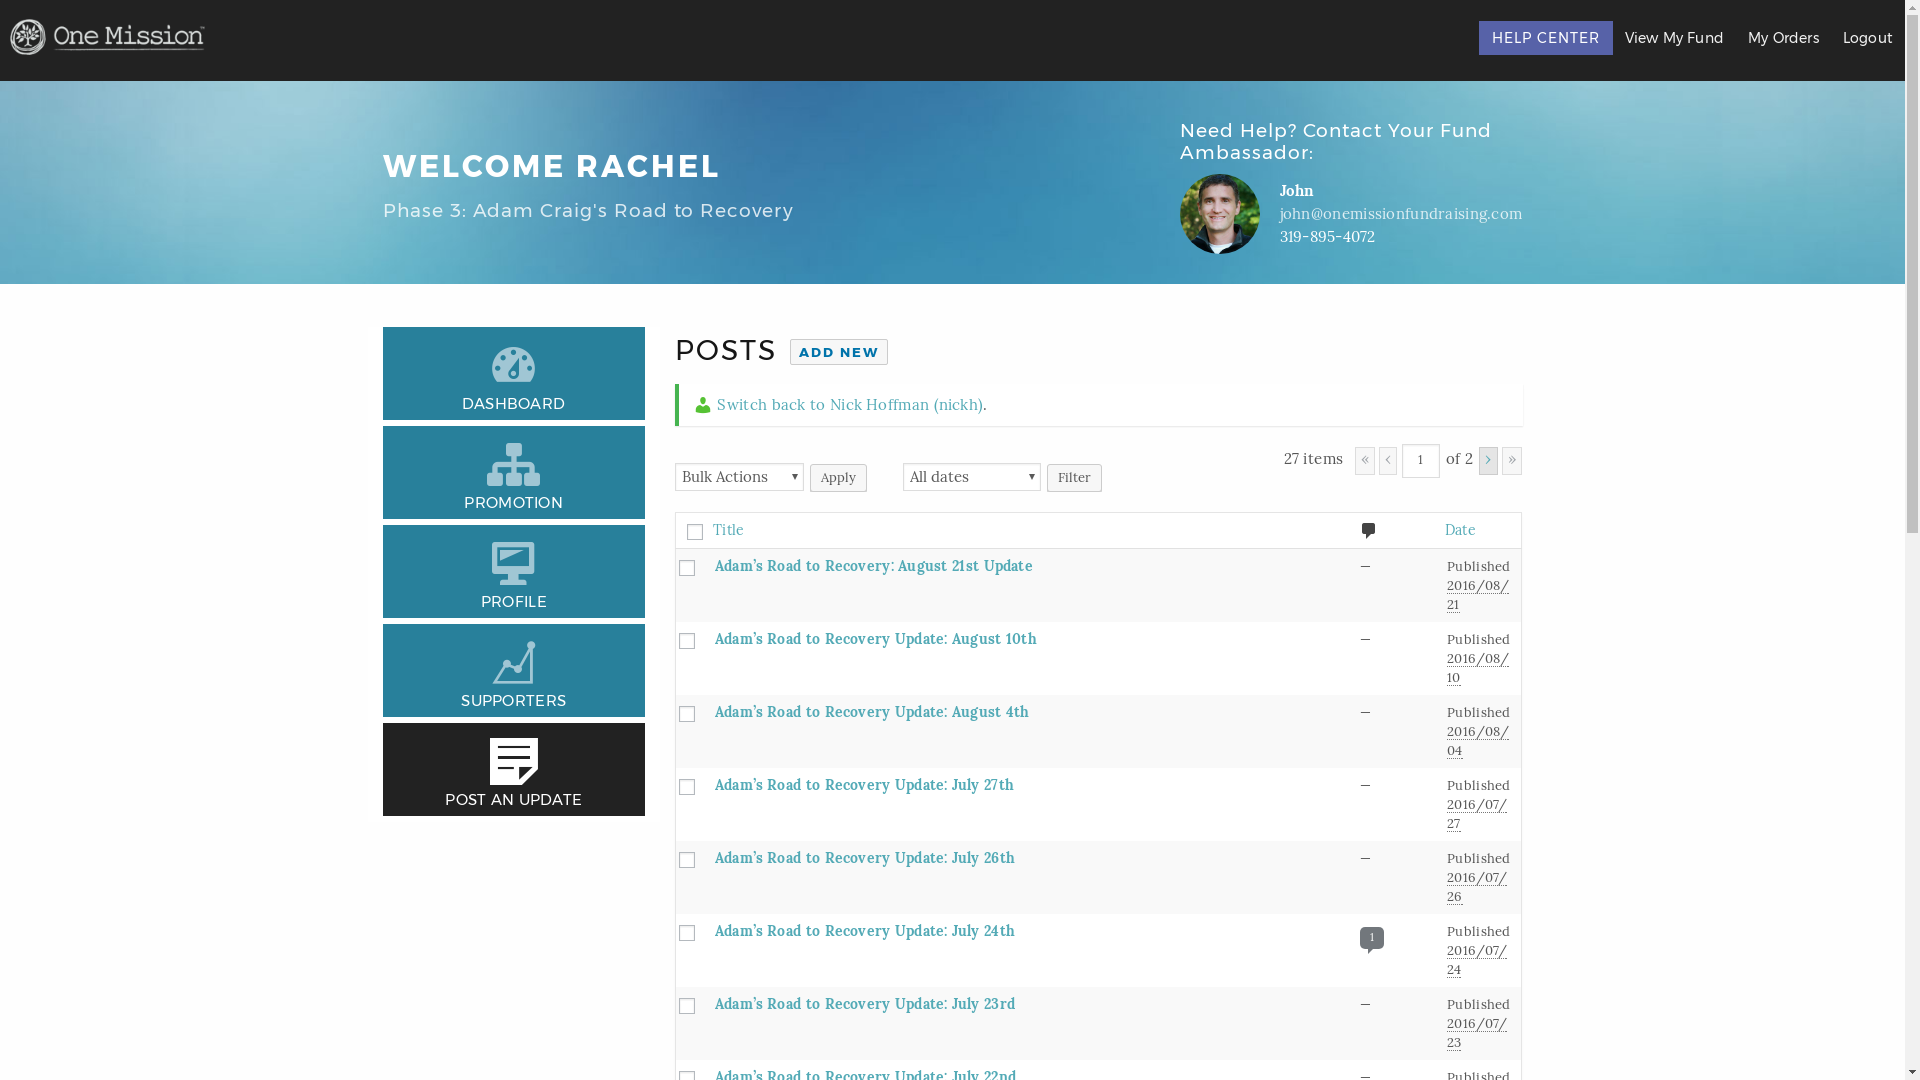 One Mission
HELP CENTER
View My Fund
My Orders
Logout
WELCOME RACHEL
Phase 3: Adam Craig's Road to Recovery
Need Help? Contact Your Fund
Ambassador:
John
john@onemissionfundraising.com
319-895-4072
DASHBOARD
PROMOTION
PROFILE
SUPPORTERS
POST AN UPDATE
POSTS ADD NEW
Switch back to Nick Hoffman (nickh).
27 items « ‹ 1 of 2 › »
Bulk Actions Apply All dates Filter
Title Date
Adam’s Road to Recovery: August 21st Update — Published
2016/08/
21
Adam’s Road to Recovery Update: August 10th — Published
2016/08/
10
Adam’s Road to Recovery Update: August 4th — Published
2016/08/
04
Adam’s Road to Recovery Update: July 27th — Published
2016/07/
27
Adam’s Road to Recovery Update: July 26th — Published
2016/07/
26
Adam’s Road to Recovery Update: July 24th 1 Published
2016/07/
24
Adam’s Road to Recovery Update: July 23rd — Published
2016/07/
23
Adam’s Road to Recovery Update: July 22nd — Published